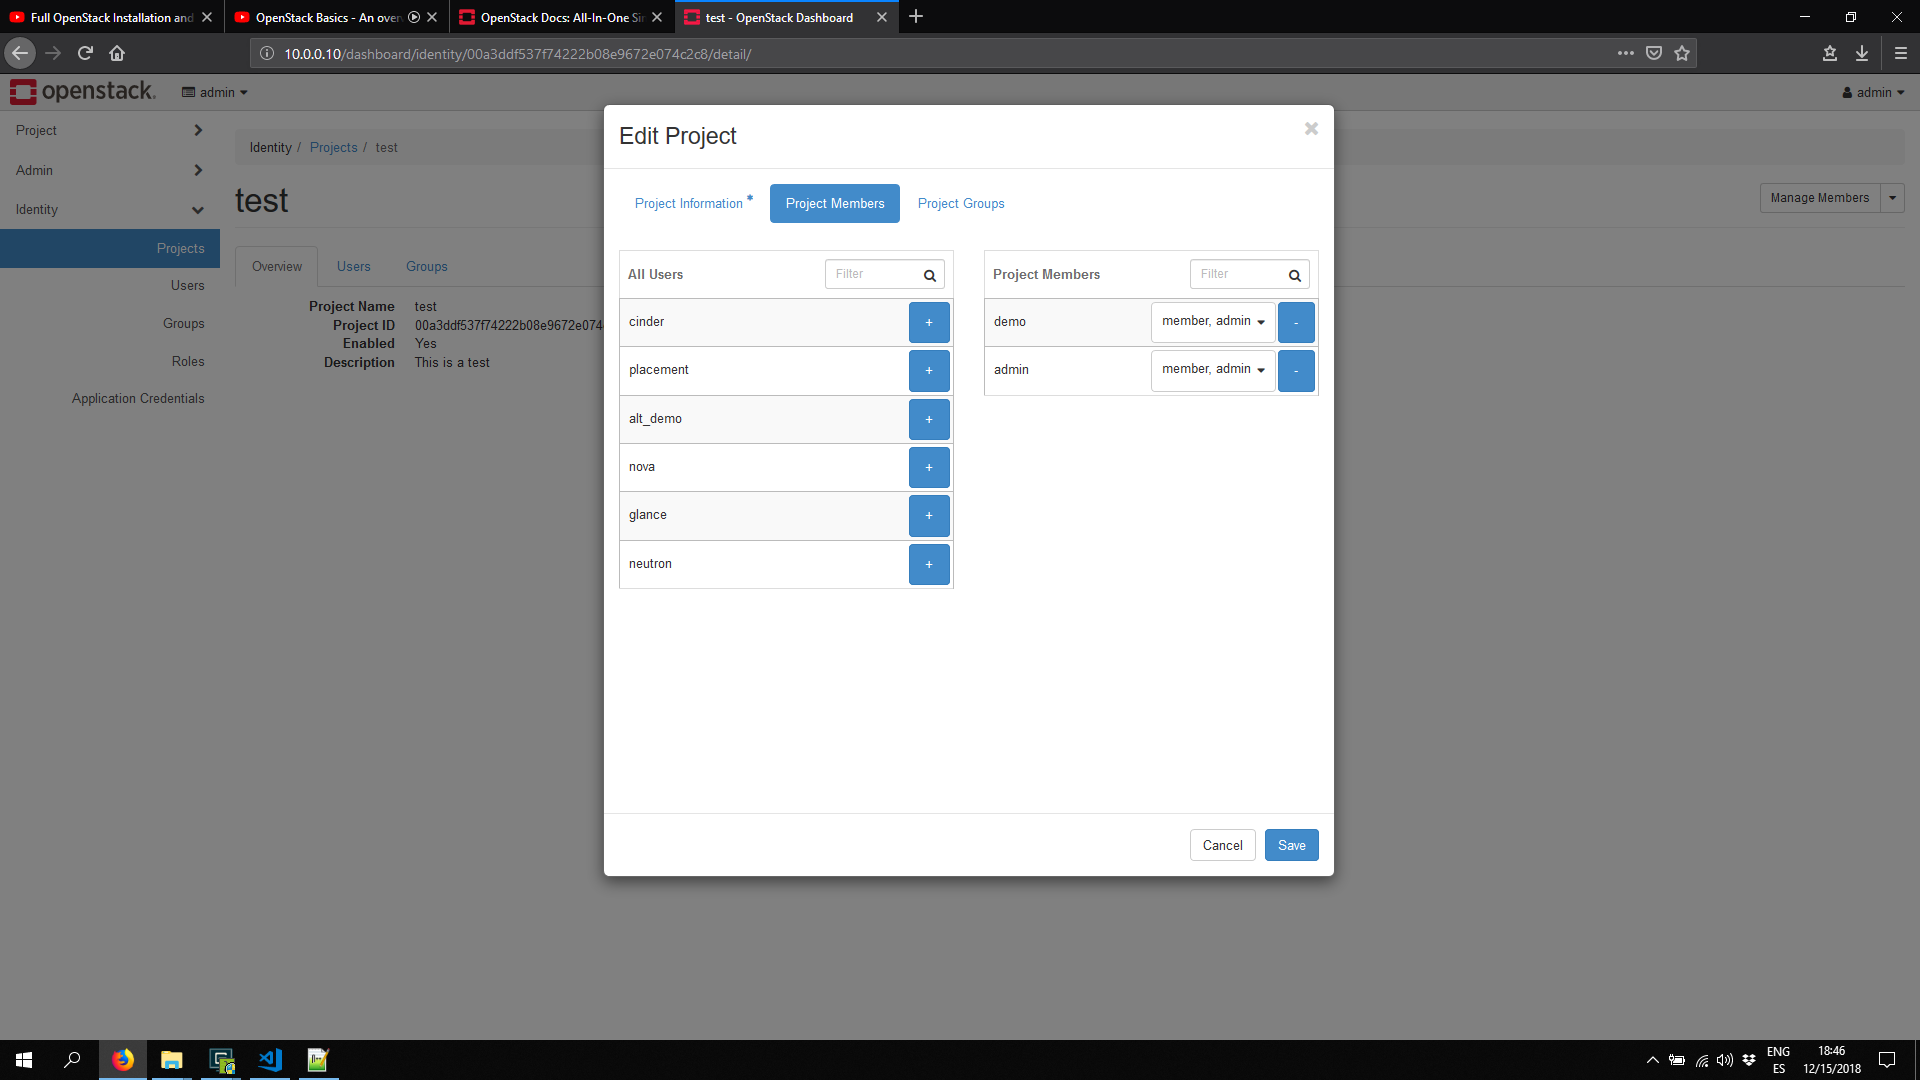 Full OpenStack Installation and
OpenStack Basics - An over
OpenStack Docs: All-In-One Sin
test - OpenStack Dashboard
10.0.0.10/dashboard/identity/00a3ddf537f74222b08e9672e074c2c8/detail/
openstack.
admin
admin
Project
Admin
Identity
Projects
Users
Groups
Roles
Application Credentials
Identity / Projects / test
test
Manage Members
Overview
Users
Groups
Project Name test
Project ID 00a3ddf537f74222b08e9672e074
Enabled Yes
Description This is a test
Edit Project
×
Project Information *
Project Members
Project Groups
All Users
Filter
cinder +
placement +
alt_demo +
nova +
glance +
neutron +
Project Members
Filter
demo member, admin -
admin member, admin -
Cancel
Save
ENG
ES
18:46
12/15/2018